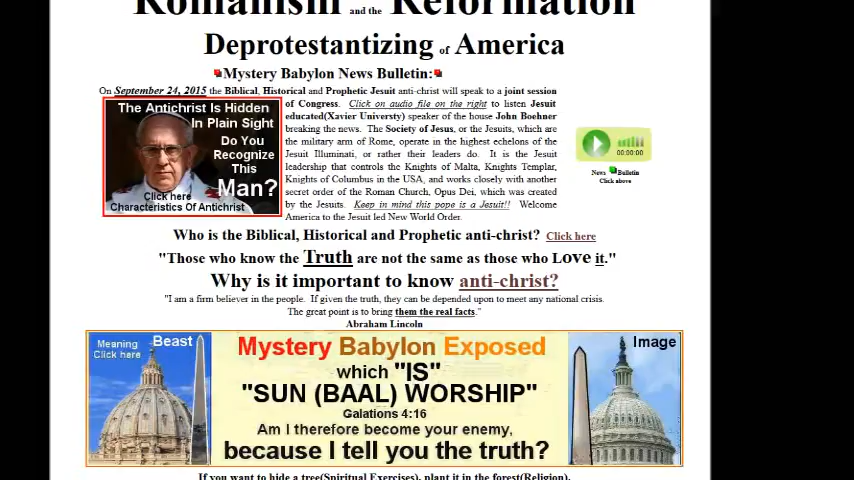 Romanism and the Reformation
Deprotestantizing of America
Mystery Babylon News Bulletin:
On September 24, 2015 the Biblical, Historical and Prophetic Jesuit anti-christ will speak to a joint session
of Congress. Click on audio file on the right to listen Jesuit
educated(Xavier Universty) speaker of the house John Boehner
breaking the news. The Society of Jesus, or the Jesuits, which are
the military arm of Rome, operate in the highest echelons of the
Jesuit Illuminati, or rather their leaders do. It is the Jesuit
leadership that controls the Knights of Malta, Knights Templar,
Knights of Columbus in the USA, and works closely with another
secret order of the Roman Church, Opus Dei, which was created
by the Jesuits. Keep in mind this pope is a Jesuit!! Welcome
America to the Jesuit led New World Order.
The Antichrist Is Hidden
In Plain Sight
Do You
Recognize
This
Man?
Click here
Characteristics Of Antichrist
00:00:00
News Bulletin
Click above
Who is the Biblical, Historical and Prophetic anti-christ? Click here
"Those who know the Truth are not the same as those who Love it."
Why is it important to know anti-christ?
"I am a firm believer in the people. If given the truth, they can be depended upon to meet any national crisis.
The great point is to bring them the real facts."
Abraham Lincoln
Meaning
Click here
Beast
Mystery Babylon Exposed
which "IS"
"SUN (BAAL) WORSHIP"
Galations 4:16
Am I therefore become your enemy,
because I tell you the truth?
Image
If you want to hide a tree(Spiritual Exercises), plant it in the forest(Religion).